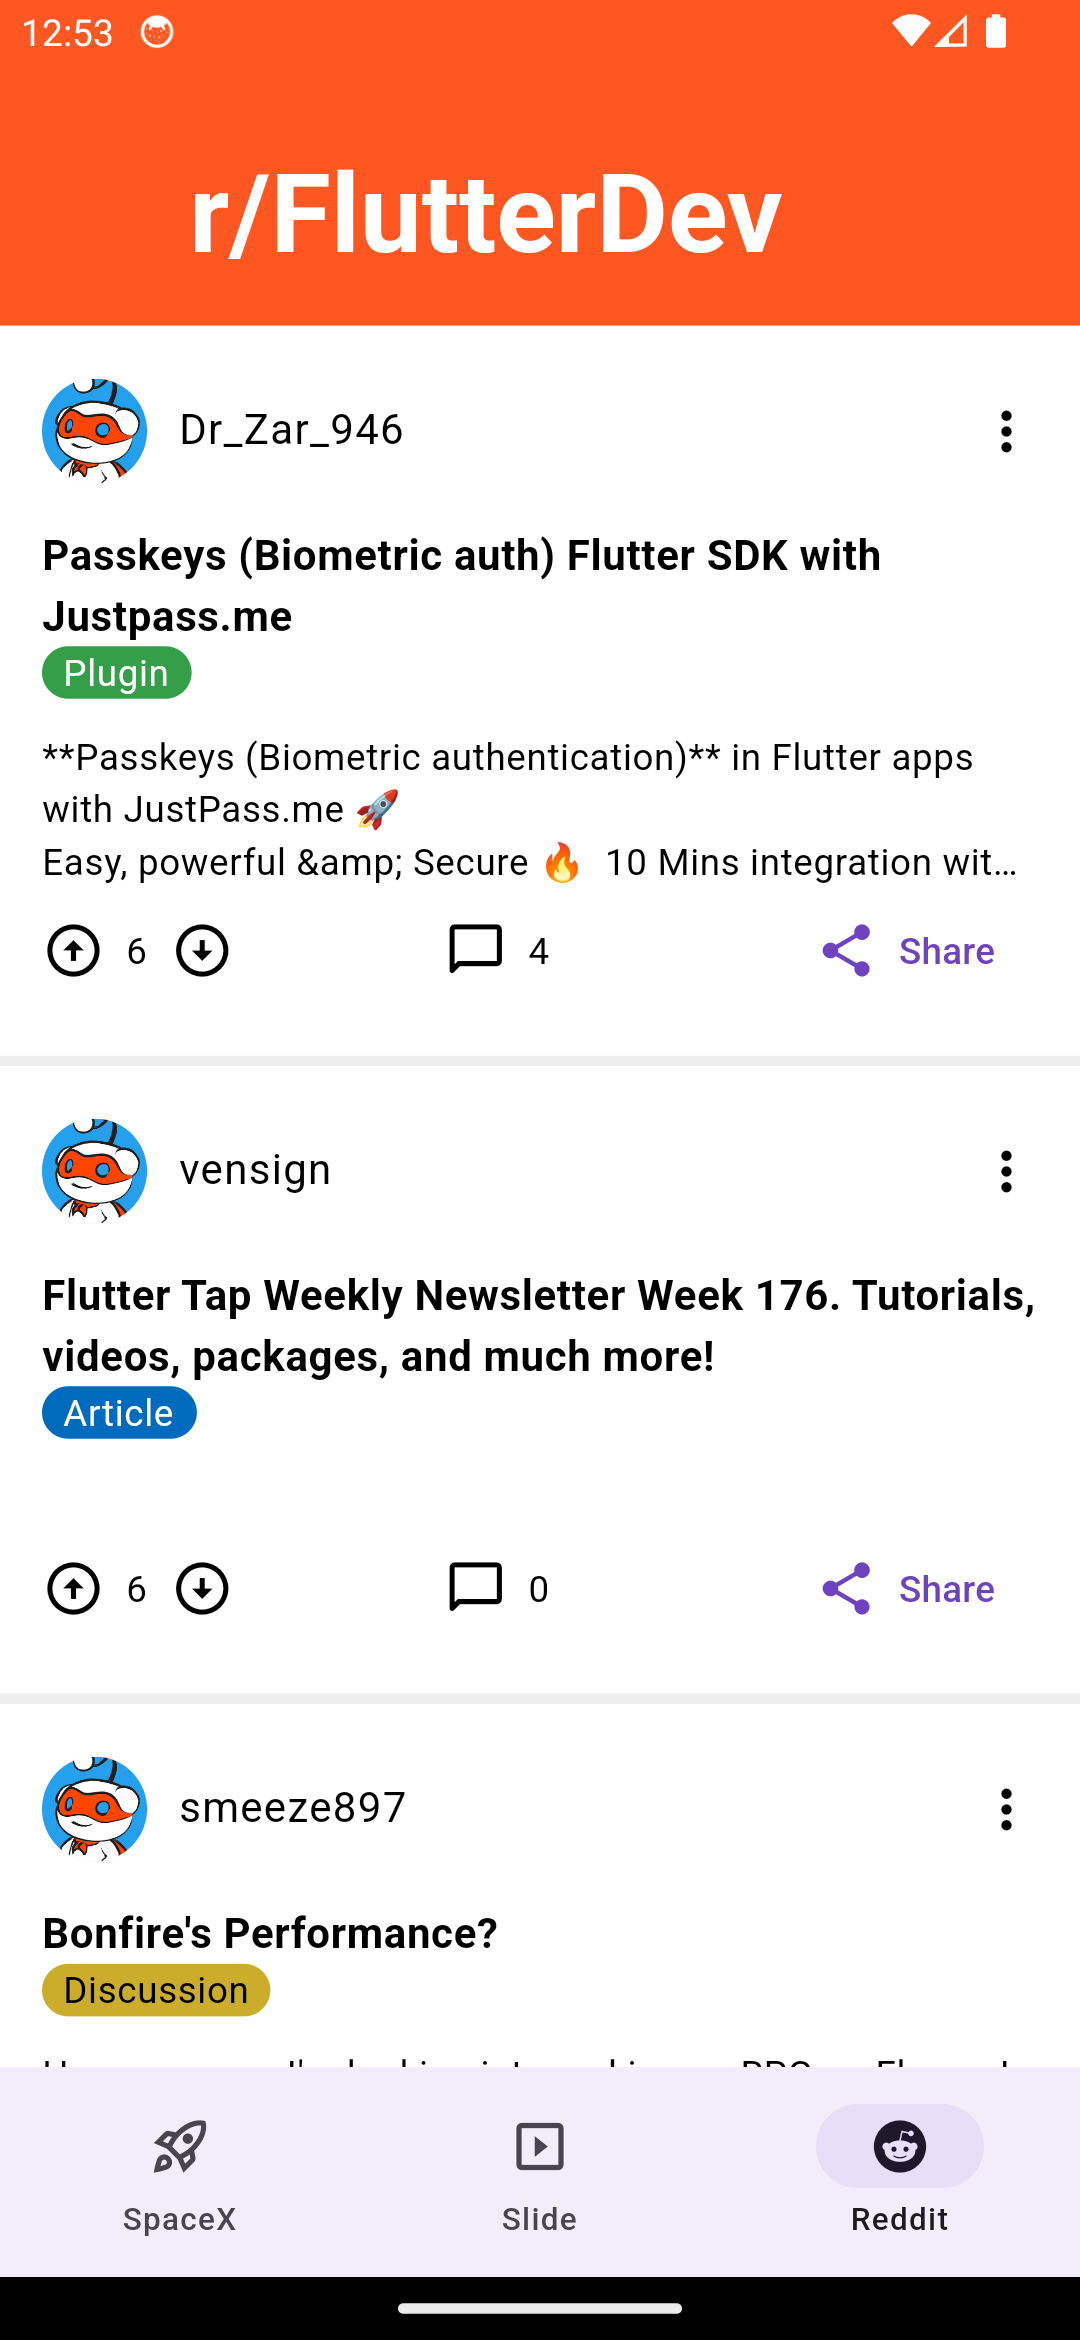 12:53
r/FlutterDev
Dr_Zar_946
Passkeys (Biometric auth) Flutter SDK with
Justpass.me
Plugin
**Passkeys (Biometric authentication)** in Flutter apps
with JustPass.me 🚀
Easy, powerful &amp; Secure 🔥 10 Mins integration wit…
6
4
Share
vensign
Flutter Tap Weekly Newsletter Week 176. Tutorials,
videos, packages, and much more!
Article
6
0
Share
smeeze897
Bonfire's Performance?
Discussion
SpaceX
Slide
Reddit